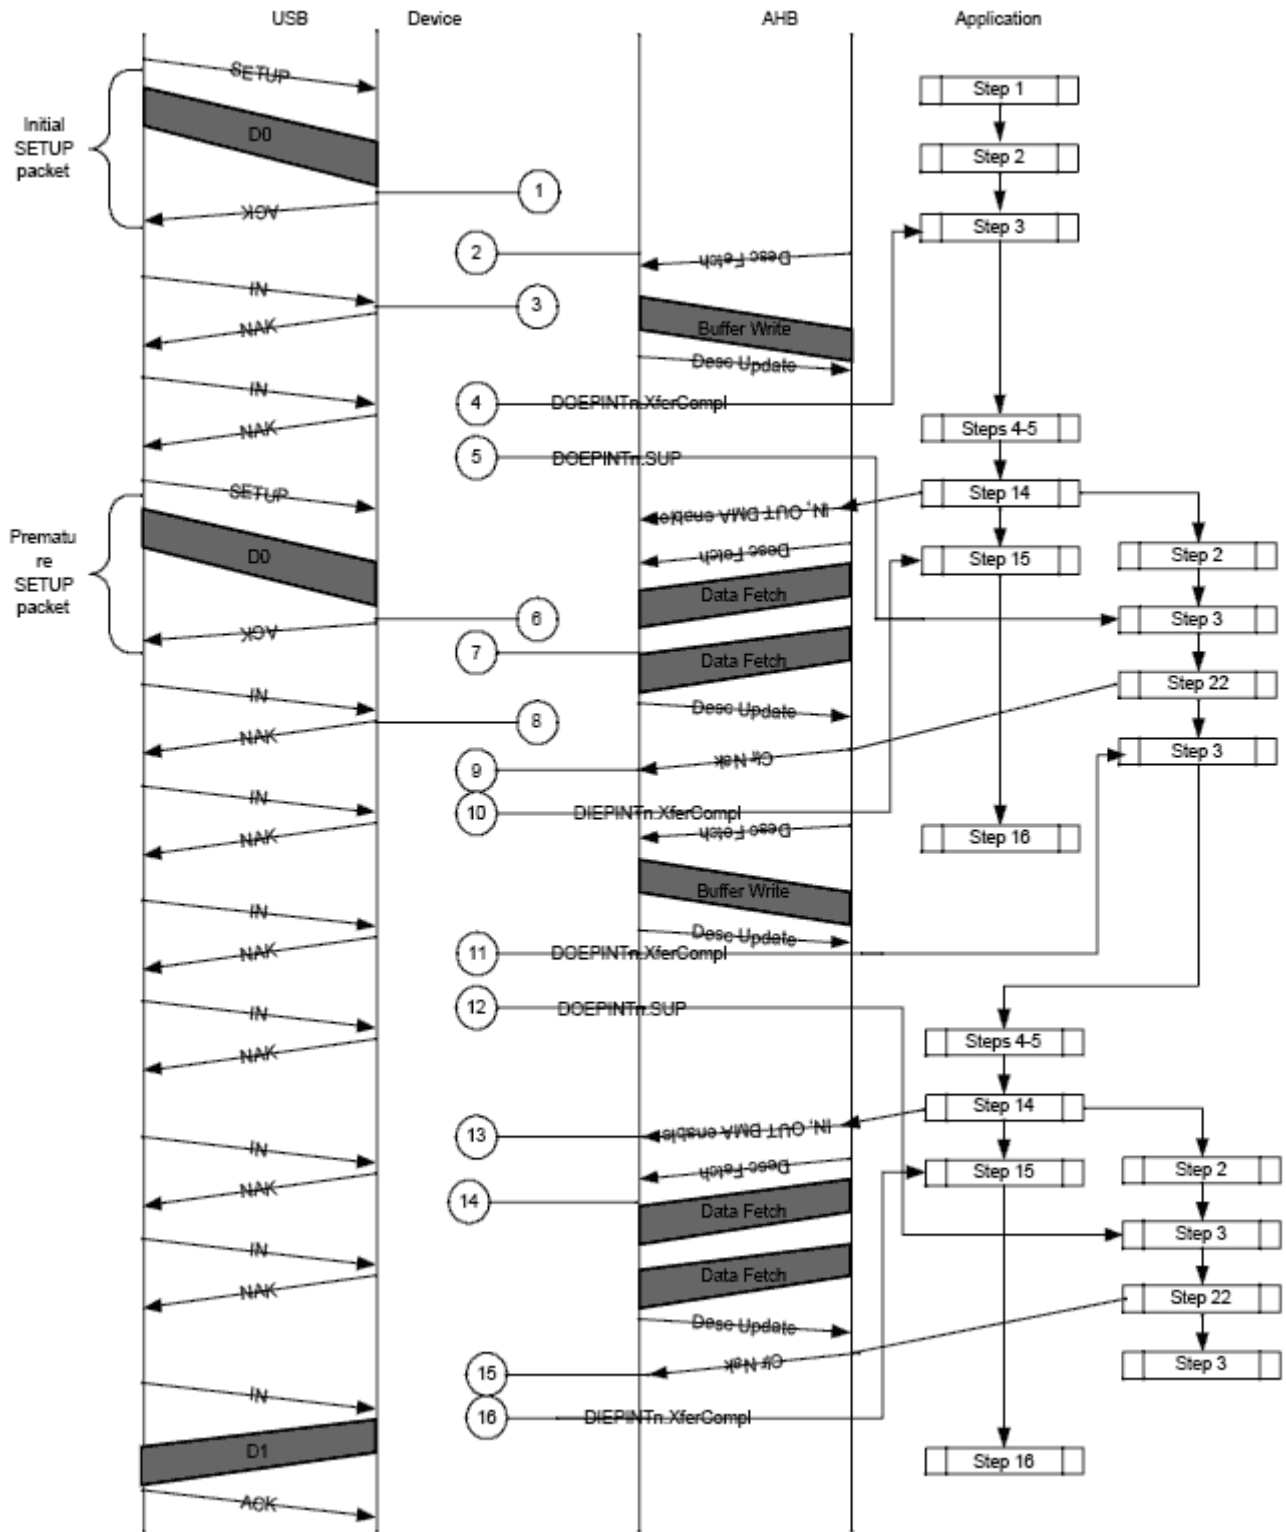 USB Device AHB Application
SETUP
Step 1
Initial
SETUP
packet
D0
Step 2
1
ACK
Step 3
2
Desc Fetch
IN
3
NAK
Buffer Write
Desc Update
IN
4
DOEPINTn.XferCompl
NAK
Steps 4-5
5
DOEPINTn.SUP
SETUP
Step 14
IN, OUT DMA enable
Prematu
re
SETUP
packet
D0
Desc Fetch
Step 15
Step 2
Data Fetch
6
Step 3
ACK
7
Data Fetch
IN
Step 22
Desc Update
8
NAK
Step 3
9
Clr Nak
IN
10
DIEPINTn.XferCompl
Desc Fetch
NAK
Step 16
Buffer Write
IN
Desc Update
11
DOEPINTn.XferCompl
NAK
12
DOEPINTn.SUP
IN
Steps 4-5
NAK
Step 14
13
IN, OUT DMA enable
IN
Desc Fetch
Step 15
Step 2
NAK
14
Data Fetch
Step 3
IN
Data Fetch
NAK
Step 22
Desc Update
15
Clr Nak
Step 3
IN
16
DIEPINTn.XferCompl
D1
Step 16
ACK